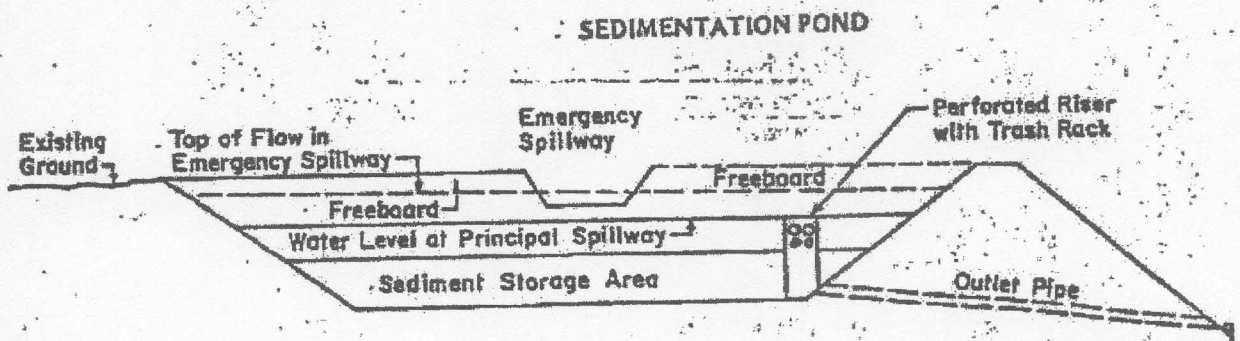 SEDIMENTATION POND
Emergency
Spillway
Perforated Riser
with Trash Rack
Existing
Ground
Top of Flow in
Emergency Spillway
Freeboard
Freeboard
Water Level at Principal Spillway
Sediment Storage Area
Outlet Pipe